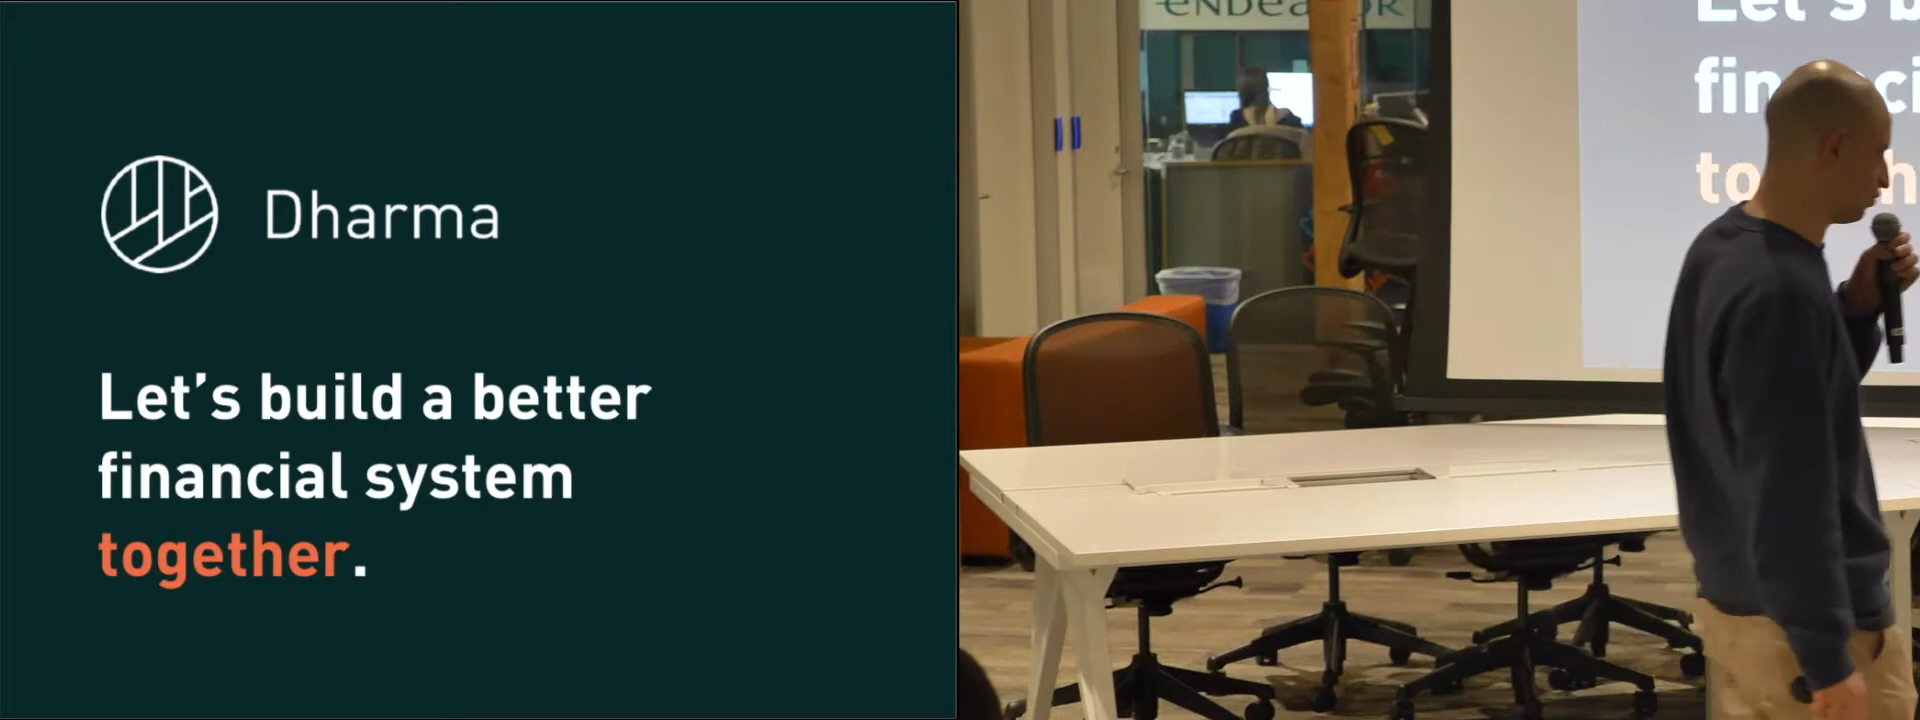 Dharma
Let's build a better
financial system
together.